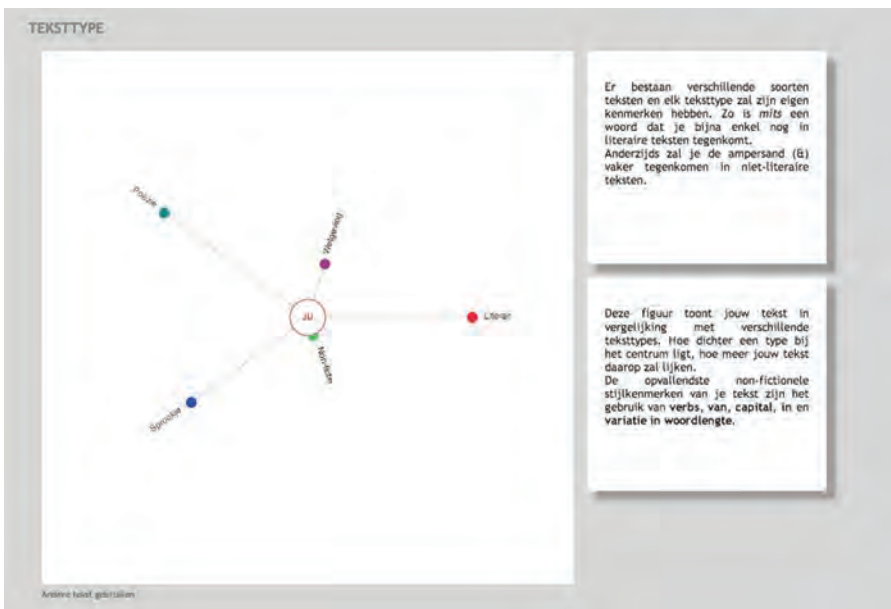 TEKSTTYPE
Er bestaan verschillende soorten
teksten en elk teksttype zal zijn eigen
kenmerken hebben. Zo is mits een
woord dat je bijna enkel nog in
literaire teksten tegenkomt.
Anderzijds zal je de ampersand (&)
vaker tegenkomen in niet-literaire
teksten.
Poëzie
Wetgeving
JIJ
Literair
Non-fictie
Sprookje
Deze figuur toont jouw tekst in
vergelijking met verschillende
teksttypes. Hoe dichter een type bij
het centrum ligt, hoe meer jouw tekst
daarop zal lijken.
De opvallendste non-fictionele
stijlkenmerken van je tekst zijn het
gebruik van verbs, van, capital, in en
variatie in woordlengte.
Andere tekst gebruiken